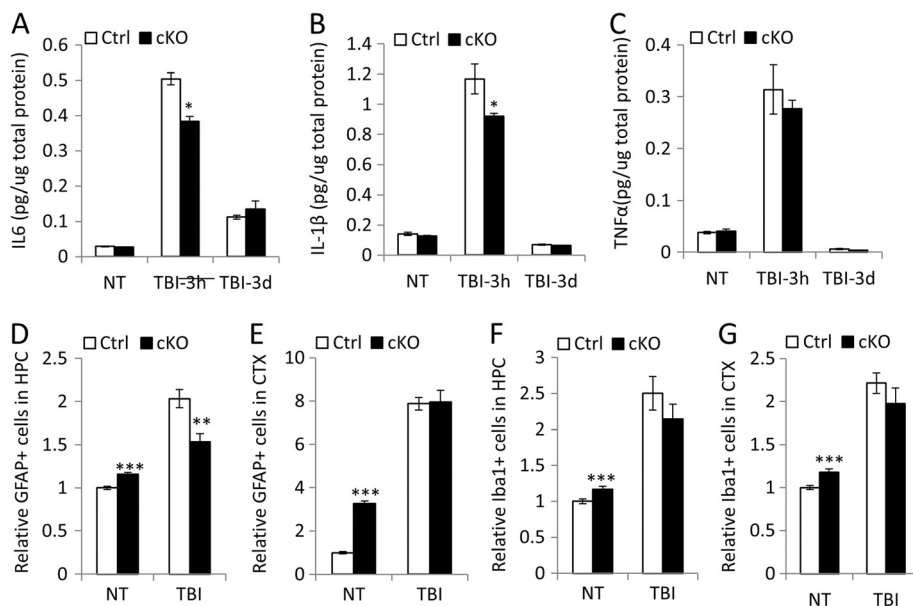 A
Ctrl cKO
IL6 (pg/ug total protein)
0.6
0.5
0.4
0.3
0.2
0.1
0
*
NT TBI-3h TBI-3d
B
Ctrl cKO
IL-1β (pg/ug total protein)
1.4
1.2
1
0.8
0.6
0.4
0.2
0
*
NT TBI-3h TBI-3d
C
Ctrl cKO
TNFα(pg/ug total protein)
0.4
0.3
0.2
0.1
0
NT TBI-3h TBI-3d
D
Ctrl cKO
Relative GFAP+ cells in HPC
2.5
2
1.5
1
0.5
0
***
**
NT TBI
E
Ctrl cKO
Relative GFAP+ cells in CTX
10
8
6
4
2
0
***
NT TBI
F
Ctrl cKO
Relative Iba1+ cells in HPC
3
2.5
2
1.5
1
0.5
0
***
NT TBI
G
Ctrl cKO
Relative Iba1+ cells in CTX
2.5
2
1.5
1
0.5
0
***
NT TBI